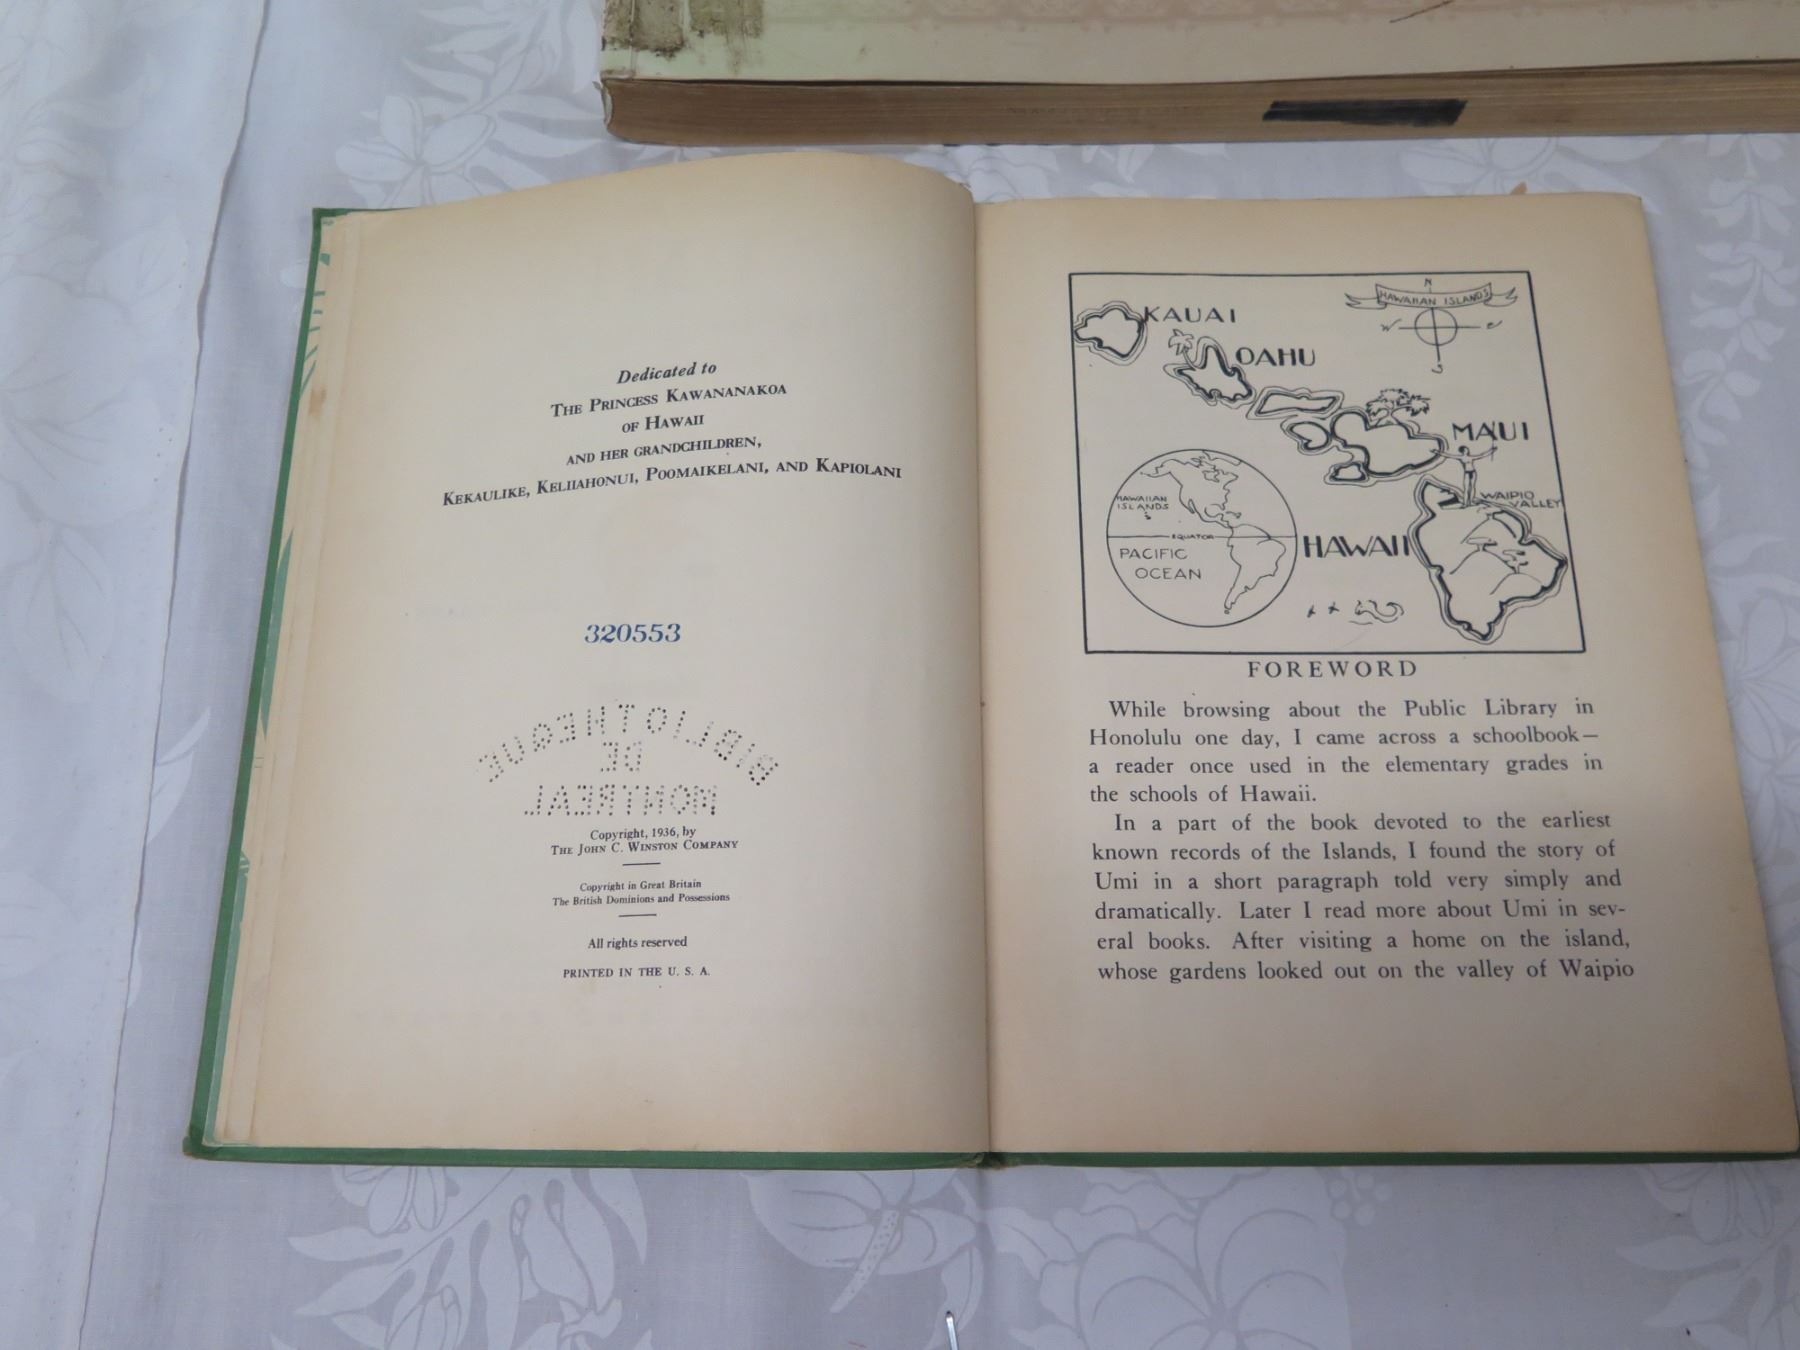 Dedicated to
THE PRINCESS KAWANANAKOA
OF HAWAII
AND HER GRANDCHILDREN,
KEKAULIKE, KELIIAHONUI, POOMAIKELANI, AND KAPIOLANI
320553
BIBLIOTHEQUE
DE
MONTREAL
Copyright, 1936, by
THE JOHN C. WINSTON COMPANY
Copyright in Great Britain
The British Dominions and Possessions
All rights reserved
PRINTED IN THE U. S. A.
N
HAWAIIAN ISLANDS
W
E
S
KAUAI
OAHU
MAUI
WAIPIO
VALLEY
HAWAII
HAWAIIAN
ISLANDS
EQUATOR
PACIFIC
OCEAN
FOREWORD
While browsing about the Public Library in
Honolulu one day, I came across a schoolbook—
a reader once used in the elementary grades in
the schools of Hawaii.
In a part of the book devoted to the earliest
known records of the Islands, I found the story of
Umi in a short paragraph told very simply and
dramatically. Later I read more about Umi in sev-
eral books. After visiting a home on the island,
whose gardens looked out on the valley of Waipio